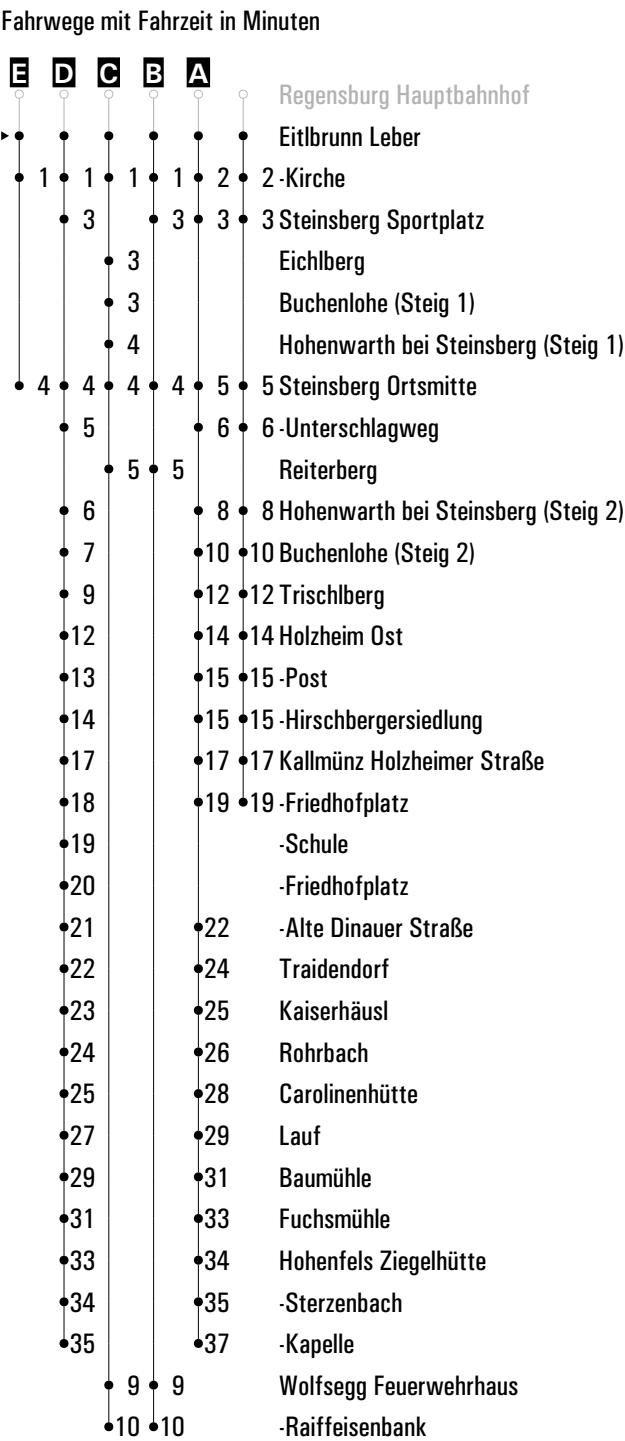 Fahrwege mit Fahrzeit in Minuten
E D C B A
Regensburg Hauptbahnhof
Eitlbrunn Leber
1 1 1 1 2 2 -Kirche
3 3 3 3 Steinsberg Sportplatz
3 Eichlberg
3 Buchenlohe (Steig 1)
4 Hohenwarth bei Steinsberg (Steig 1)
4 4 4 4 5 5 Steinsberg Ortsmitte
5 6 6 -Unterschlagweg
5 5 Reiterberg
6 8 8 Hohenwarth bei Steinsberg (Steig 2)
7 10 10 Buchenlohe (Steig 2)
9 12 12 Trischlberg
12 14 14 Holzheim Ost
13 15 15 -Post
14 15 15 -Hirschbergersiedlung
17 17 17 Kallmünz Holzheimer Straße
18 19 19 -Friedhofplatz
19 -Schule
20 -Friedhofplatz
21 22 -Alte Dinauer Straße
22 24 Traidendorf
23 25 Kaiserhäusl
24 26 Rohrbach
25 28 Carolinenhütte
27 29 Lauf
29 31 Baumühle
31 33 Fuchsmühle
33 34 Hohenfels Ziegelhütte
34 35 -Sterzenbach
35 37 -Kapelle
9 9 Wolfsegg Feuerwehrhaus
10 10 -Raiffeisenbank